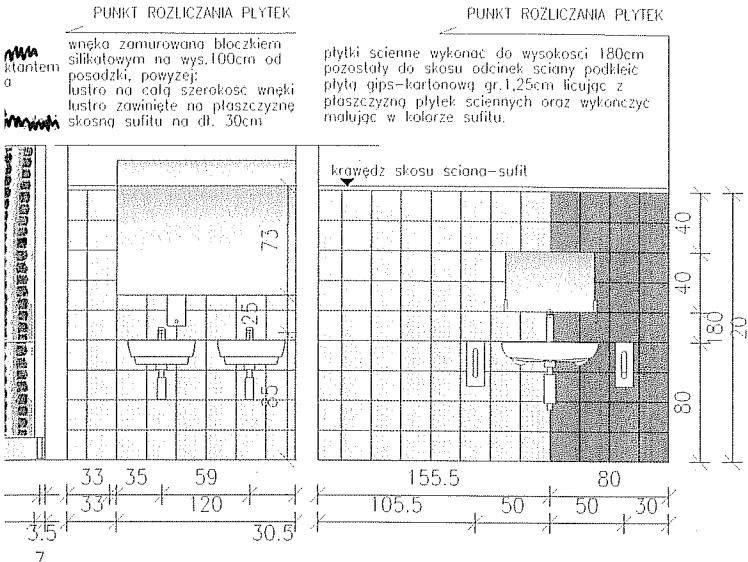 PUNKT ROZLICZANIA PŁYTEK
wnęka zamurowana bloczkiem
silikatowym na wys.100cm od
posadzki, powyżej:
lustro na całą szerokość wnęki
lustro zawinięte na płaszczyznę
skośną sufitu na dł. 30cm
ktantem
a
PUNKT ROZLICZANIA PŁYTEK
płytki ścienne wykonać do wysokości 180cm
pozostały do skosu odcinek ściany podkleić
płytą gips-kartonową gr.1,25cm licując z
płaszczyzną płytek ściennych oraz wykończyć
malując w kolorze sufitu.
krawędź skosu ściana-sufit
73
25
85
40
40
80
180
20
33 35 59
33 120
3.5 30.5
7
155.5 80
105.5 50 50 30